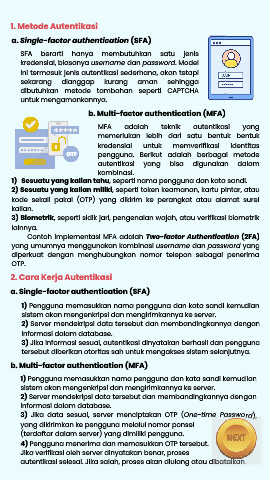 1. Metode Autentikasi
a. Single-factor authentication (SFA)
SFA berarti hanya membutuhkan satu jenis
kredensial, biasanya username dan password. Model
ini termasuk jenis autentikasi sederhana, akan tetapi
sekarang dianggap kurang aman sehingga
dibutuhkan metode tambahan seperti CAPTCHA
untuk mengamankannya.
b. Multi-factor authentication (MFA)
MFA adalah teknik autentikasi yang
memerlukan lebih dari satu bentuk bentuk
kredensial untuk memverifikasi identitas
pengguna. Berikut adalah berbagai metode
autentikasi yang bisa digunakan dalam
kombinasi.
1) Sesuatu yang kalian tahu, seperti nama pengguna dan kata sandi.
2) Sesuatu yang kalian miliki, seperti token keamanan, kartu pintar, atau
kode sekali pakai (OTP) yang dikirim ke perangkat atau alamat surel
kalian.
3) Biometrik, seperti sidik jari, pengenalan wajah, atau verifikasi biometrik
lainnya.
Contoh implementasi MFA adalah Two-factor Authentication (2FA)
yang umumnya menggunakan kombinasi username dan password yang
diperkuat dengan menghubungkan nomor telepon sebagai penerima
OTP.
2. Cara Kerja Autentikasi
a. Single-factor authentication (SFA)
1) Pengguna memasukkan nama pengguna dan kata sandi kemudian
sistem akan mengenkripsi dan mengirimkannya ke server.
2) Server mendekripsi data tersebut dan membandingkannya dengan
informasi dalam database.
3) Jika informasi sesuai, autentikasi dinyatakan berhasil dan pengguna
tersebut diberikan otoritas sah untuk mengakses sistem selanjutnya.
b. Multi-factor authentication (MFA)
1) Pengguna memasukkan nama pengguna dan kata sandi kemudian
sistem akan mengenkripsi dan mengirimkannya ke server.
2) Server mendekripsi data tersebut dan membandingkannya dengan
informasi dalam database.
3) Jika data sesuai, server menciptakan OTP (One-time Password),
yang dikirimkan ke pengguna melalui nomor ponsel
(terdaftar dalam server) yang dimiliki pengguna.
4) Pengguna menerima dan memasukkan OTP tersebut.
Jika verifikasi oleh server dinyatakan benar, proses
autentikasi selesai. Jika salah, proses akan diulang atau dibatalkan.
NEXT